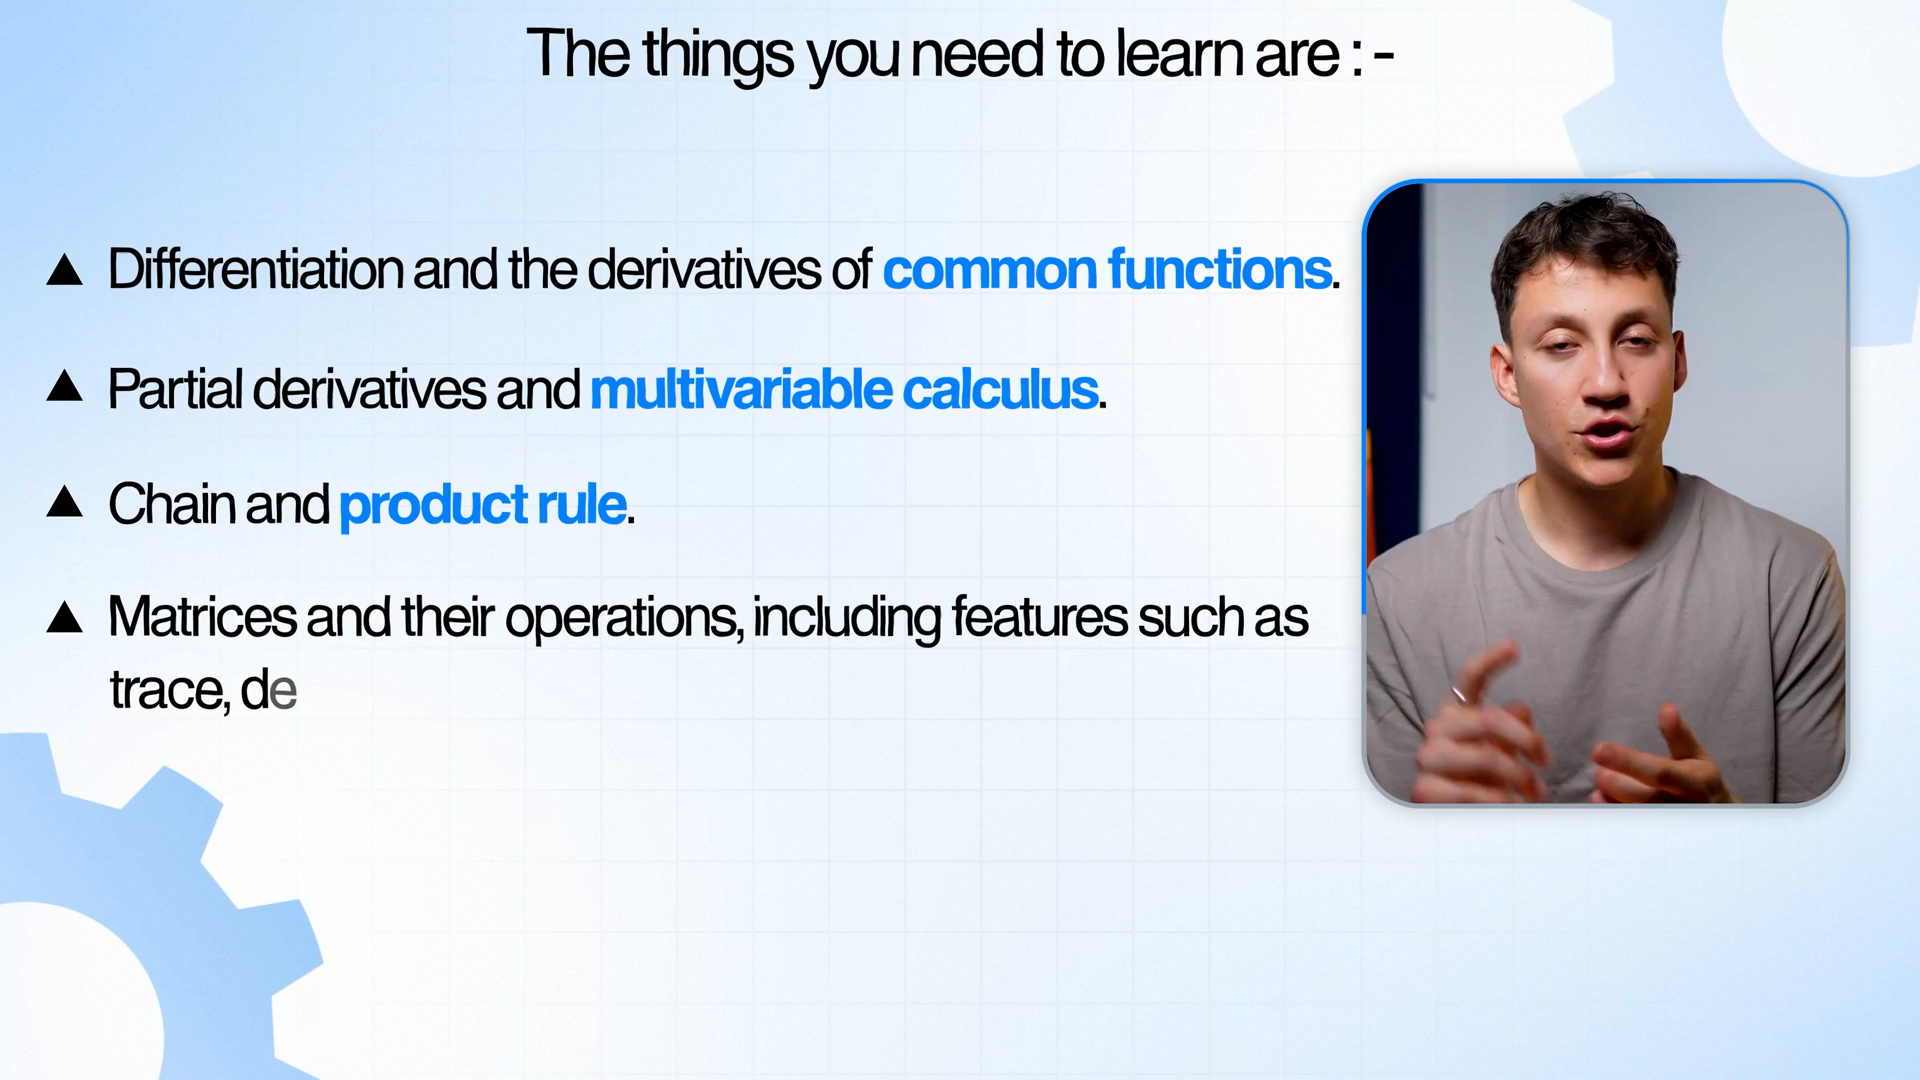 The things you need to learn are : -
Differentiation and the derivatives of common functions.
Partial derivatives and multivariable calculus.
Chain and product rule.
Matrices and their operations, including features such as
trace, de